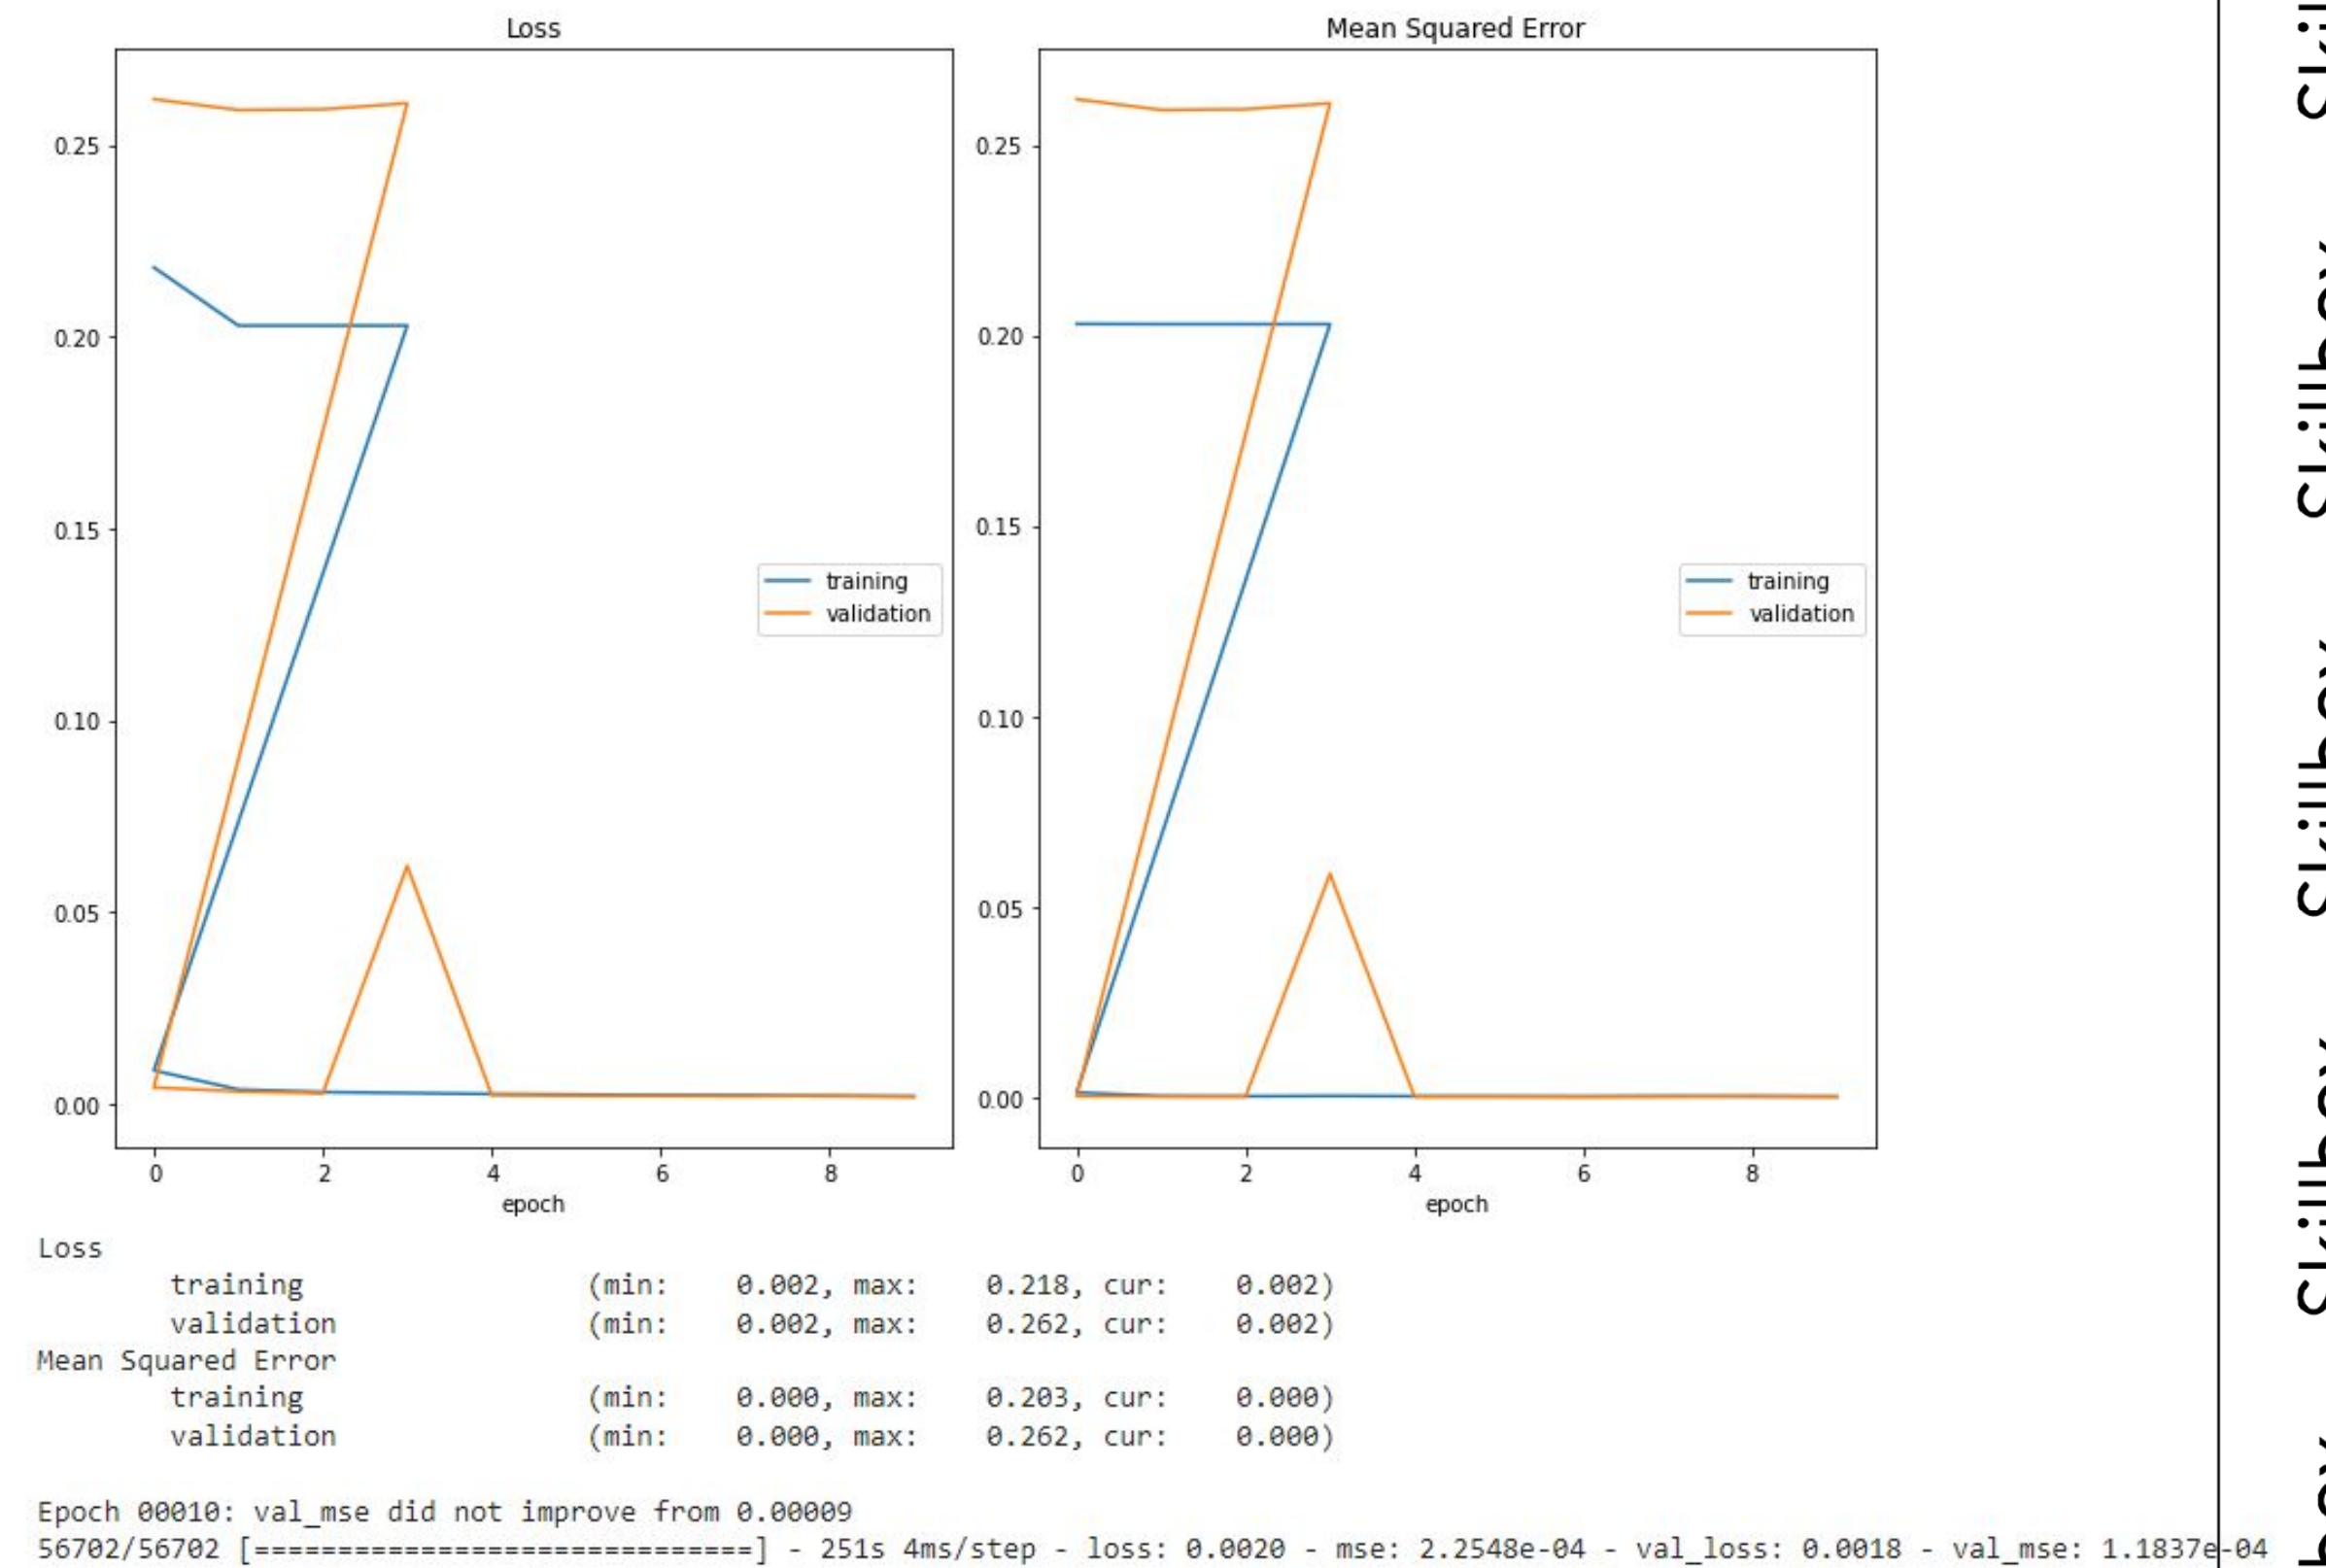 Loss
0.25
0.20
0.15
0.10
0.05
0.00
training
validation
0 2 4 6 8
epoch
Mean Squared Error
0.25
0.20
0.15
0.10
0.05
0.00
training
validation
0 2 4 6 8
epoch
Loss
training (min: 0.002, max: 0.218, cur: 0.002)
validation (min: 0.002, max: 0.262, cur: 0.002)
Mean Squared Error
training (min: 0.000, max: 0.203, cur: 0.000)
validation (min: 0.000, max: 0.262, cur: 0.000)
Epoch 00010: val_mse did not improve from 0.00009
56702/56702 [==============================] - 251s 4ms/step - loss: 0.0020 - mse: 2.2548e-04 - val_loss: 0.0018 - val_mse: 1.1837e-04